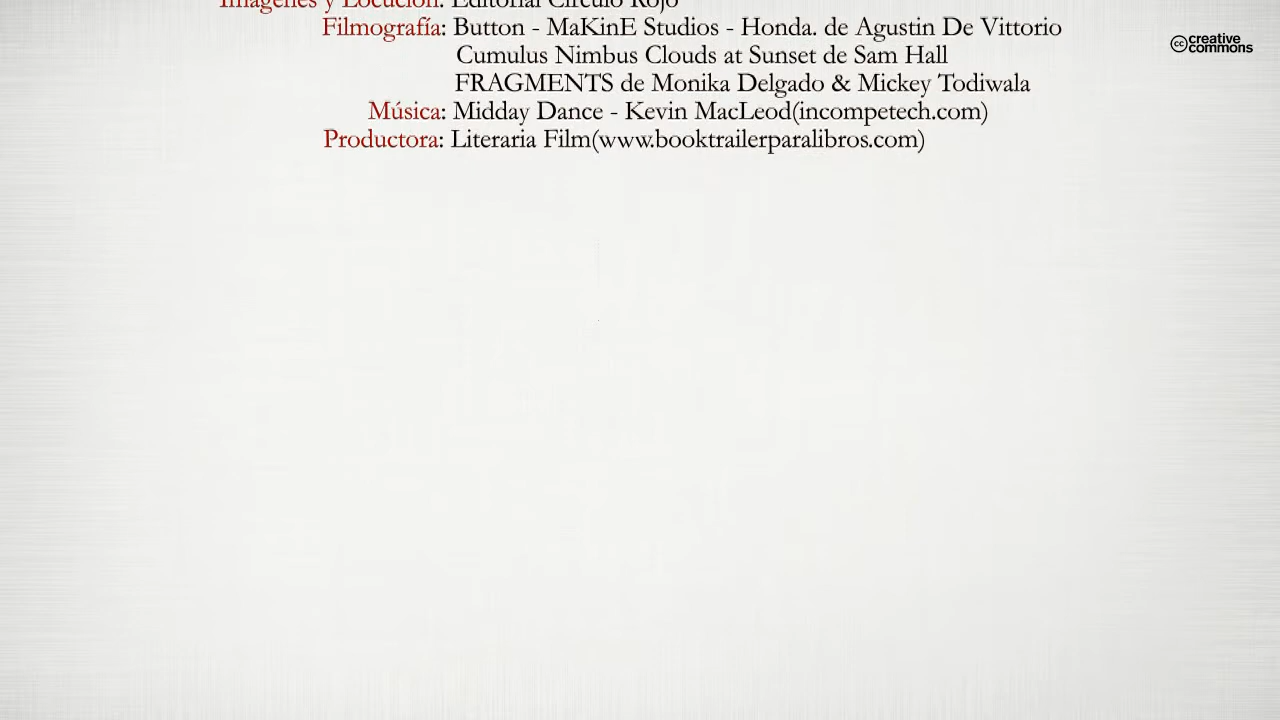 Imágenes y Locución: Editorial Círculo Rojo
Filmografía: Button - MaKinE Studios - Honda. de Agustin De Vittorio
Cumulus Nimbus Clouds at Sunset de Sam Hall
FRAGMENTS de Monika Delgado & Mickey Todiwala
Música: Midday Dance - Kevin MacLeod(incompetech.com)
Productora: Literaria Film(www.booktrailerparalibros.com)
cc creative
commons